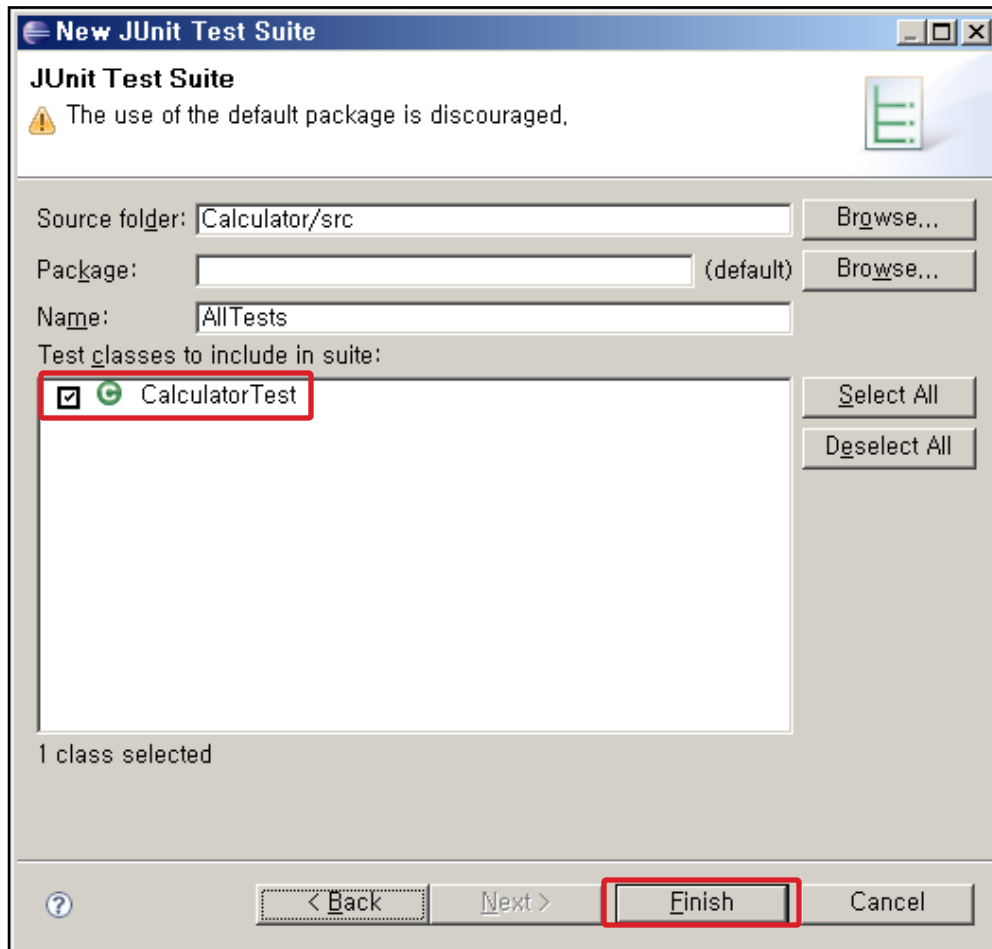 New JUnit Test Suite
JUnit Test Suite
The use of the default package is discouraged,
Source folder: Calculator/src Browse,,,
Package: (default) Browse,,,
Name: AllTests
Test classes to include in suite:
CalculatorTest Select All
Deselect All
1 class selected
< Back Next > Finish Cancel